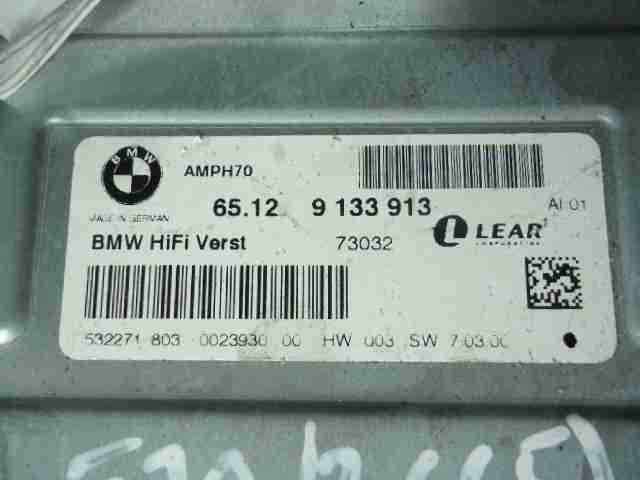 BMW
AMPH70
65.12 9 133 913 AI 01
MADE IN GERMANY
BMW HiFi Verst 73032 LEAR
CORPORATION
532271 803 0023930 00 HW 003 SW 7.03.00